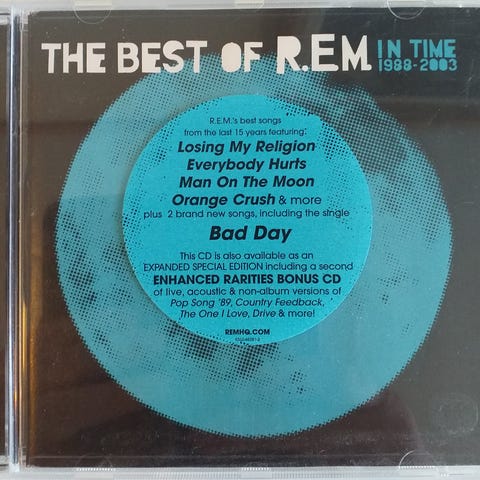 THE BEST OF R.E.M. IN TIME
1988-2003
R.E.M.'s best songs
from the last 15 years featuring:
Losing My Religion
Everybody Hurts
Man On The Moon
Orange Crush & more
plus 2 brand new songs, including the single
Bad Day
This CD is also available as an
EXPANDED SPECIAL EDITION including a second
ENHANCED RARITIES BONUS CD
of live, acoustic & non-album versions of
Pop Song '89, Country Feedback,
The One I Love, Drive & more!
REMHQ.COM